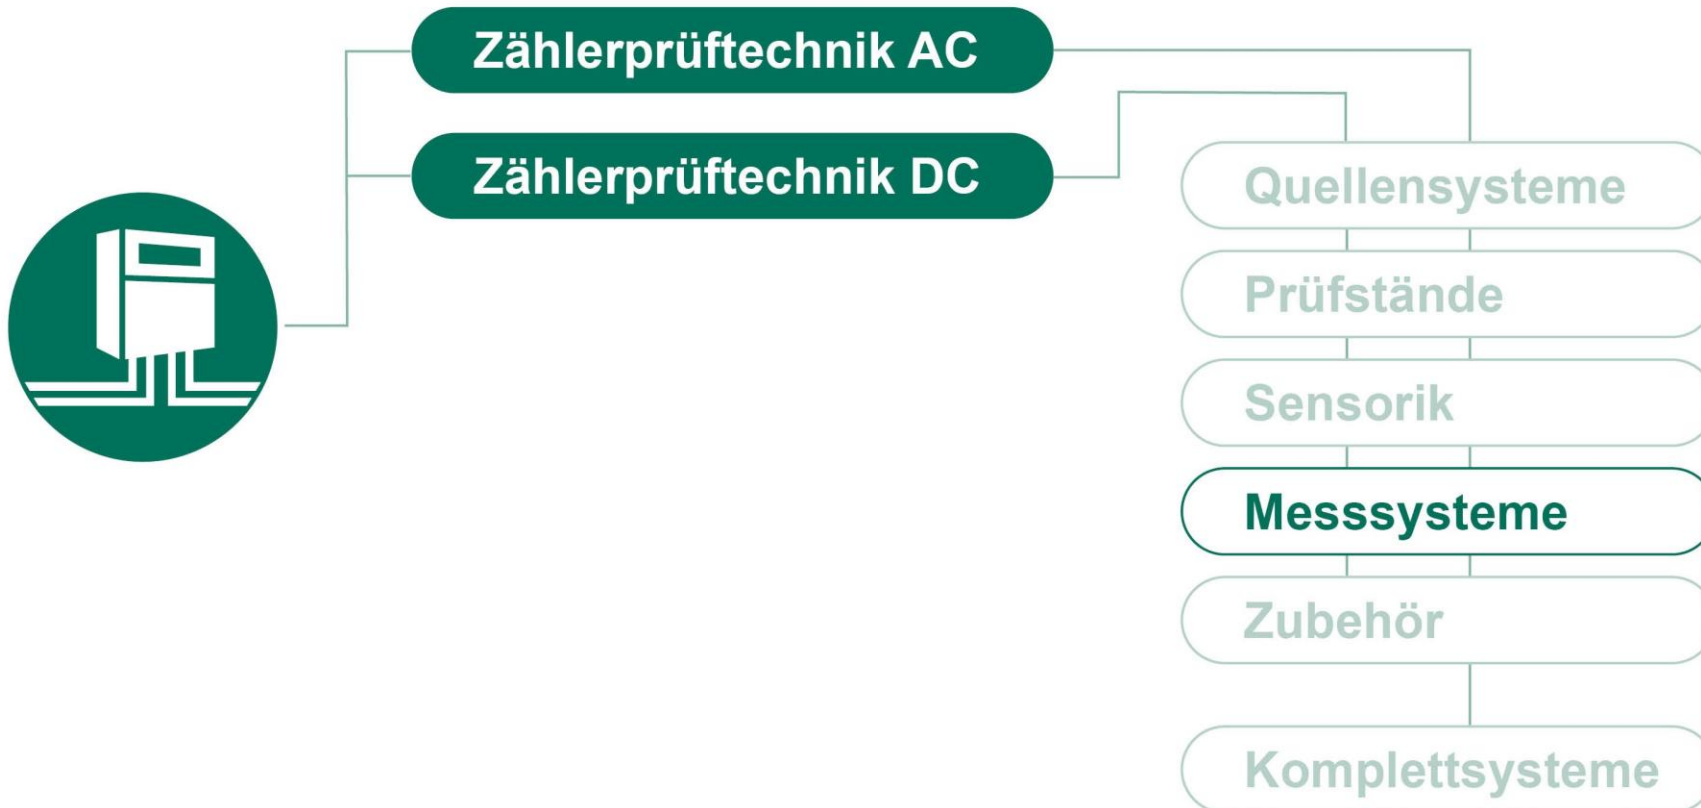 Zählerprüftechnik AC
Zählerprüftechnik DC
Quellensysteme
Prüfstände
Sensorik
Messsysteme
Zubehör
Komplettsysteme